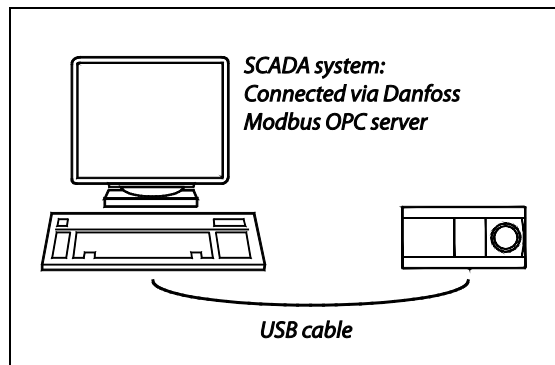 SCADA system:
Connected via Danfoss
Modbus OPC server
USB cable